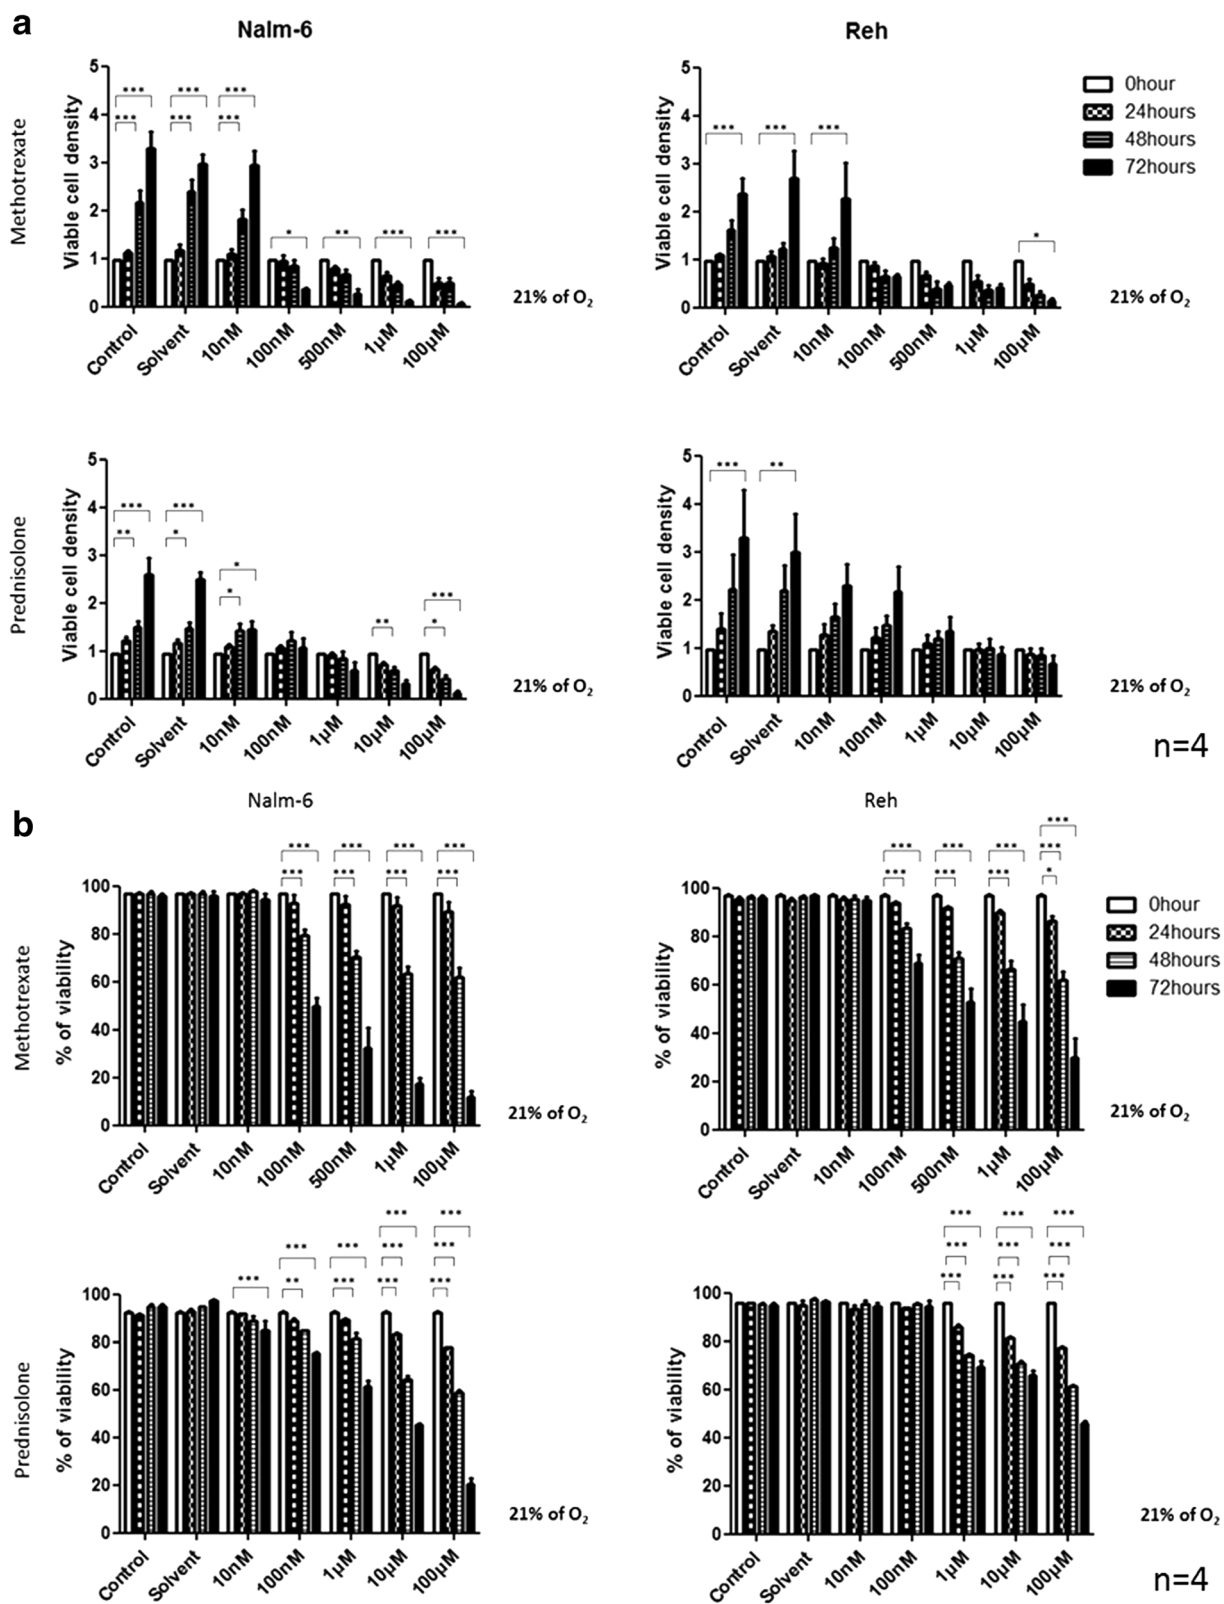 a
Nalm-6
Reh
Methotrexate
Viable cell density
5
4
3
2
1
0
*** *** ***
*** *** ***
* ** *** ***
Control Solvent 10nM 100nM 500nM 1µM 100µM
21% of O2
Viable cell density
5
4
3
2
1
0
*** *** ***
*
Control Solvent 10nM 100nM 500nM 1µM 100µM
0hour
24hours
48hours
72hours
21% of O2
Prednisolone
Viable cell density
5
4
3
2
1
0
*** ***
** *
*
*
** ***
*
Control Solvent 10nM 100nM 1µM 10µM 100µM
21% of O2
Viable cell density
5
4
3
2
1
0
*** **
Control Solvent 10nM 100nM 1µM 10µM 100µM
21% of O2
n=4
b
Nalm-6
Reh
Methotrexate
% of viability
100
80
60
40
20
0
*** *** *** ***
*** *** *** ***
Control Solvent 10nM 100nM 500nM 1µM 100µM
21% of O2
% of viability
100
80
60
40
20
0
***
*** *** *** ***
*** *** *** *
Control Solvent 10nM 100nM 500nM 1µM 100µM
0hour
24hours
48hours
72hours
21% of O2
Prednisolone
% of viability
100
80
60
40
20
0
*** ***
*** *** *** ***
*** ** *** *** ***
Control Solvent 10nM 100nM 1µM 10µM 100µM
21% of O2
% of viability
100
80
60
40
20
0
*** *** ***
*** *** ***
*** *** ***
Control Solvent 10nM 100nM 1µM 10µM 100µM
21% of O2
n=4